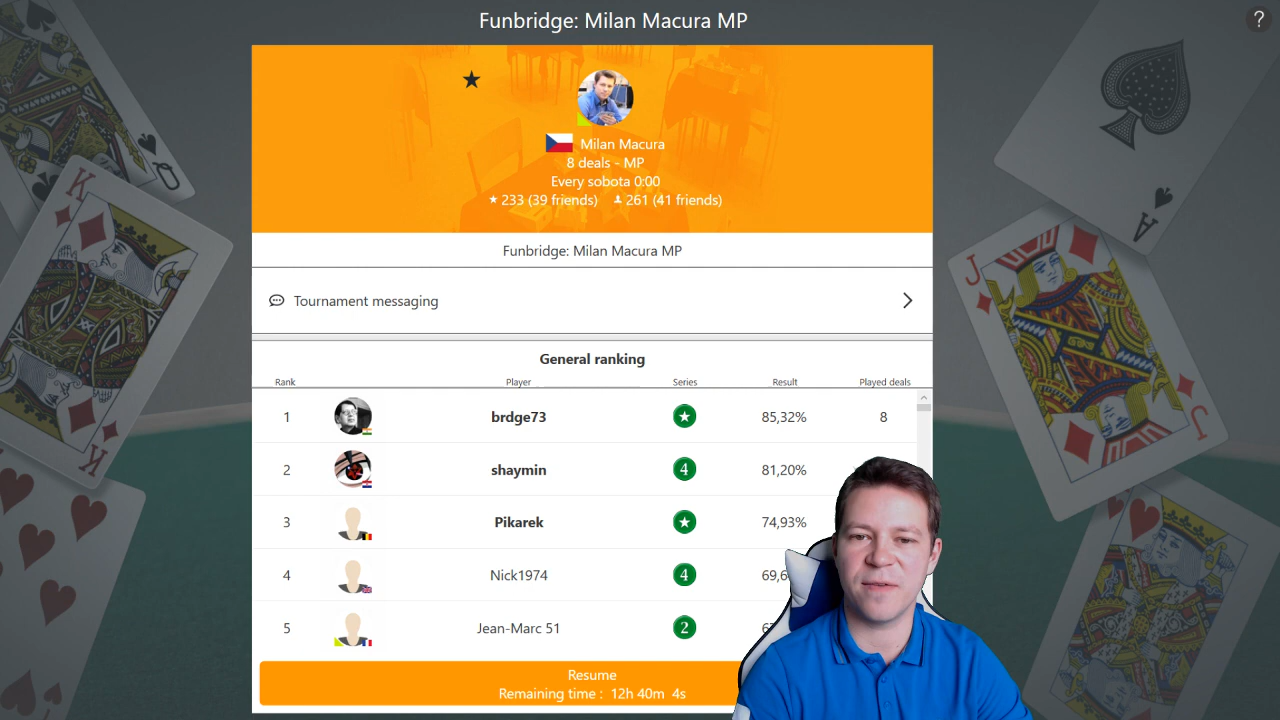 Funbridge: Milan Macura MP
?
Milan Macura
8 deals - MP
Every sobota 0:00
★ 233 (39 friends) 261 (41 friends)
Funbridge: Milan Macura MP
Tournament messaging
General ranking
Rank Player Series Result Played deals
1 brdge73 ★ 85,32% 8
2 shaymin 4 81,20%
3 Pikarek ★ 74,93%
4 Nick1974 4 69,6
5 Jean-Marc 51 2
Resume
Remaining time : 12h 40m 4s
K
K
J
J
A